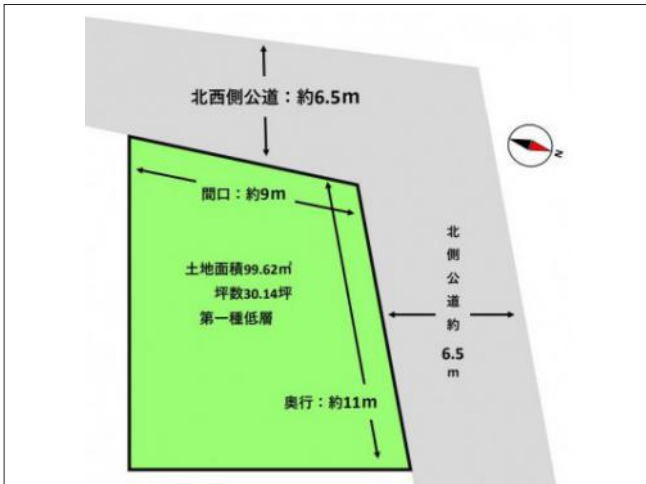 北西側公道：約6.5m
N
間口：約9m
北側公道約
6.5
m
土地面積99.62㎡
坪数30.14坪
第一種低層
奥行：約11m